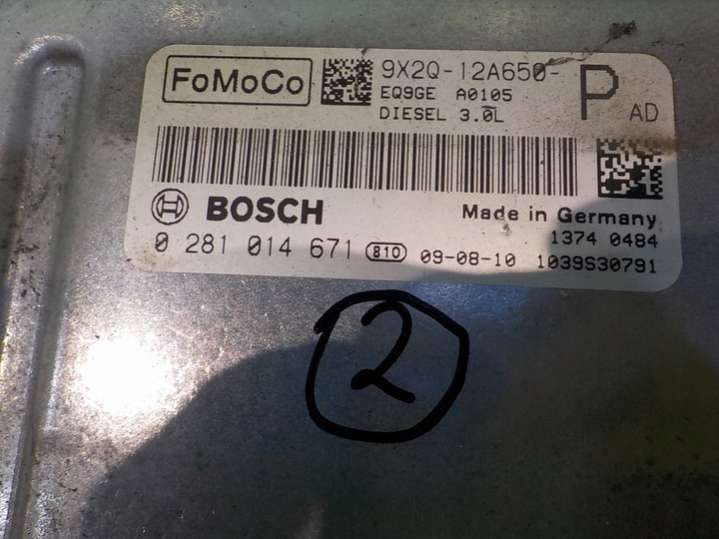 FoMoCo 9X2Q-12A650- P AD
EQ9GE A0105
DIESEL 3.0L
BOSCH Made in Germany
1374 0484
0 281 014 671 810 09-08-10 1039S30791
2